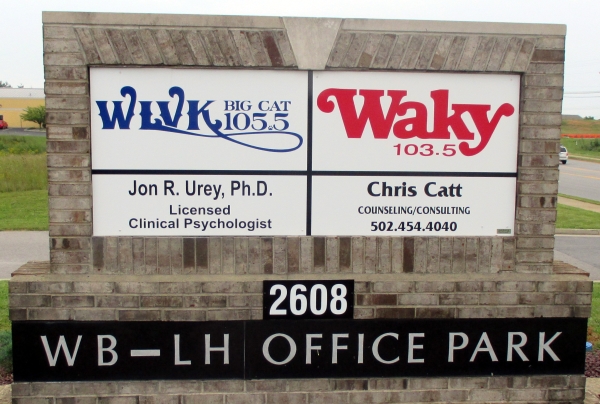 WLVK BIG CAT 105.5
Waky
103.5
Jon R. Urey, Ph.D.
Licensed
Clinical Psychologist
Chris Catt
COUNSELING/CONSULTING
502.454.4040
2608
WB-LH OFFICE PARK